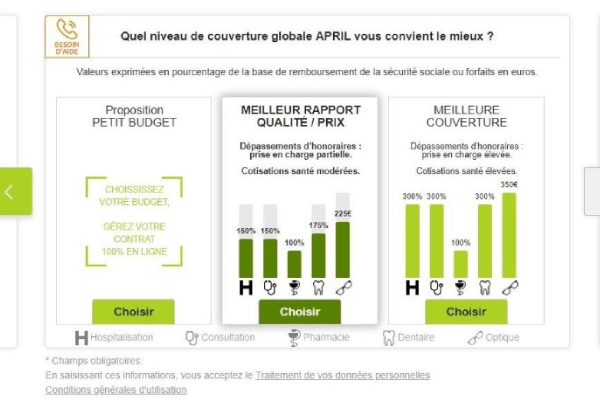 BESOIN
D'AIDE
Quel niveau de couverture globale APRIL vous convient le mieux ?
Valeurs exprimées en pourcentage de la base de remboursement de la sécurité sociale ou forfaits en euros.
Proposition
PETIT BUDGET
CHOISSISSEZ
VOTRE BUDGET,
GÉREZ VOTRE
CONTRAT
100% EN LIGNE
Choisir
MEILLEUR RAPPORT
QUALITÉ / PRIX
Dépassements d'honoraires :
prise en charge partielle.
Cotisations santé modérées.
150% 150% 100% 175% 225€
H
Choisir
MEILLEURE
COUVERTURE
Dépassements d'honoraires :
prise en charge élevée.
Cotisations santé élevées.
300% 300% 100% 300% 350€
H
Choisir
H Hospitalisation Consultation Pharmacie Dentaire Optique
* Champs obligatoires.
En saisissant ces informations, vous acceptez le Traitement de vos données personnelles
Conditions générales d'utilisation